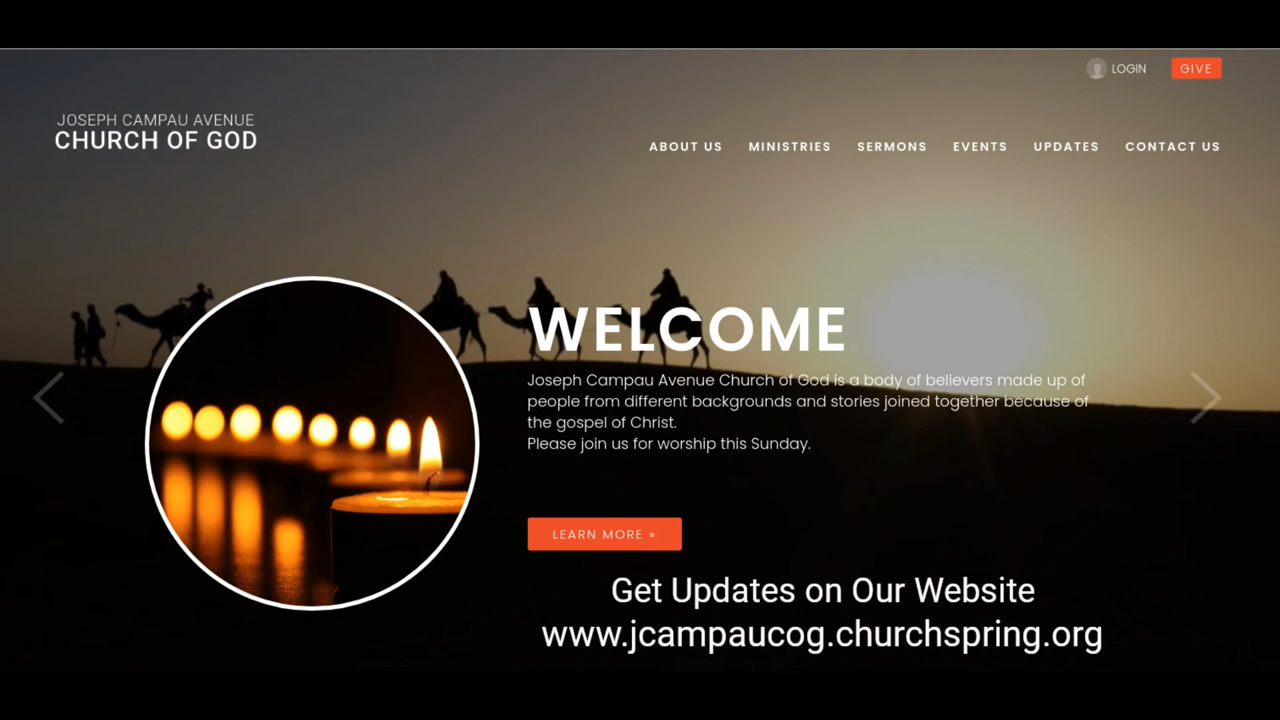 LOGIN
GIVE
JOSEPH CAMPAU AVENUE
CHURCH OF GOD
ABOUT US
MINISTRIES
SERMONS
EVENTS
UPDATES
CONTACT US
WELCOME
Joseph Campau Avenue Church of God is a body of believers made up of
people from different backgrounds and stories joined together because of
the gospel of Christ.
Please join us for worship this Sunday.
LEARN MORE »
Get Updates on Our Website
www.jcampaucog.churchspring.org